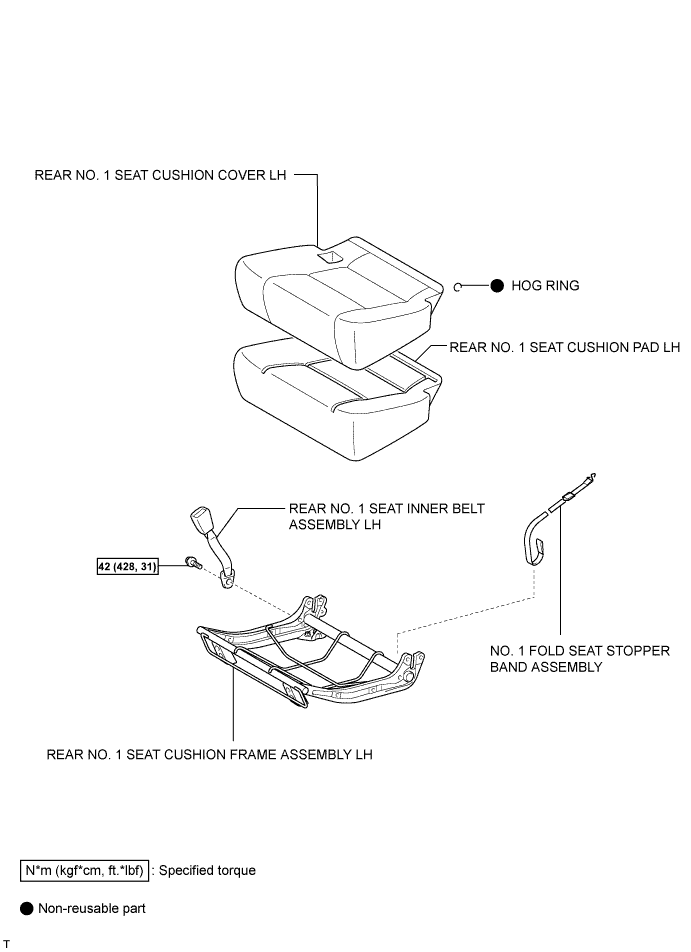 REAR NO. 1 SEAT CUSHION COVER LH
HOG RING
REAR NO. 1 SEAT CUSHION PAD LH
REAR NO. 1 SEAT INNER BELT
ASSEMBLY LH
42 (428, 31)
NO. 1 FOLD SEAT STOPPER
BAND ASSEMBLY
REAR NO. 1 SEAT CUSHION FRAME ASSEMBLY LH
N*m (kgf*cm, ft.*lbf) : Specified torque
Non-reusable part
T